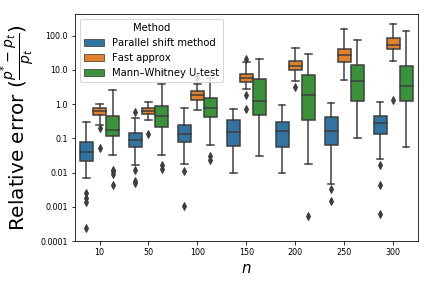 Relative error (p* − p_t / p_t)
Method
Parallel shift method
Fast approx
Mann–Whitney U-test
100.0
10.0
1.0
0.1
0.01
0.001
0.0001
10 50 100 150 200 250 300
n